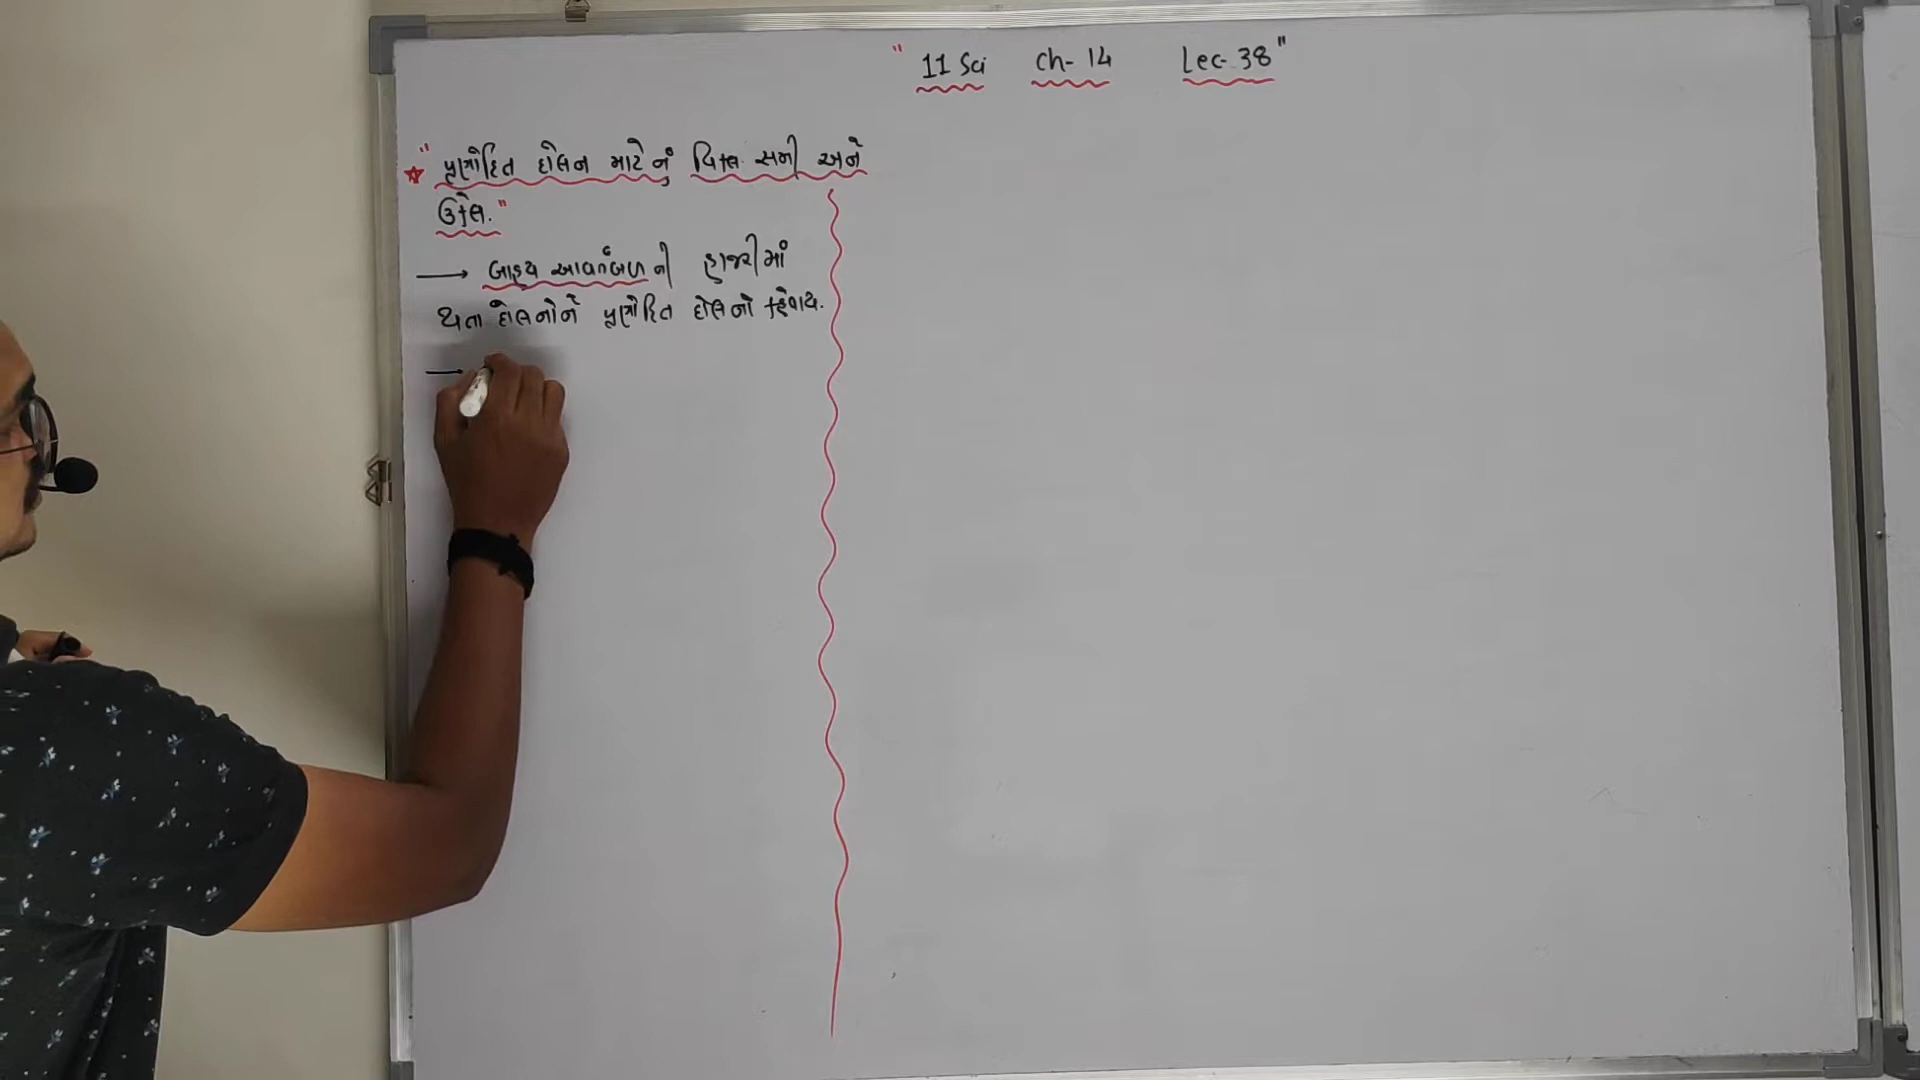 " 11 Sci Ch- 14 Lec- 38 "
" પ્રણોદિત દોલન માટેનું વિકલ સમી અને
ઉકેલ. "
→ બાહ્ય આવર્તબળની હાજરીમાં
થતા દોલનોને પ્રણોદિત દોલનો કહેવાય.
→